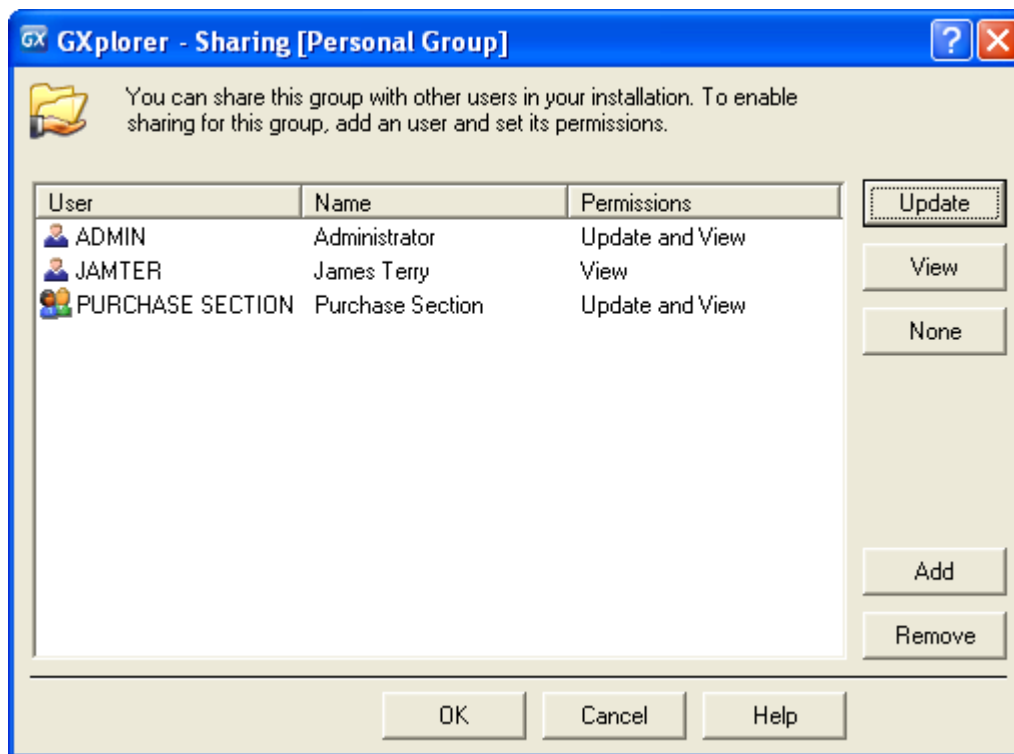 GX GXplorer - Sharing [Personal Group] ?
You can share this group with other users in your installation. To enable
sharing for this group, add an user and set its permissions.
User Name Permissions Update
ADMIN Administrator Update and View
JAMTER James Terry View View
PURCHASE SECTION Purchase Section Update and View
None
Add
Remove
OK Cancel Help